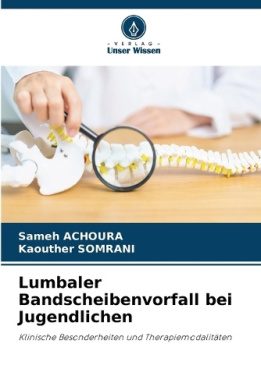 - VERLAG -
Unser Wissen
Sameh ACHOURA
Kaouther SOMRANI
Lumbaler
Bandscheibenvorfall bei
Jugendlichen
Klinische Besonderheiten und Therapiemodalitäten